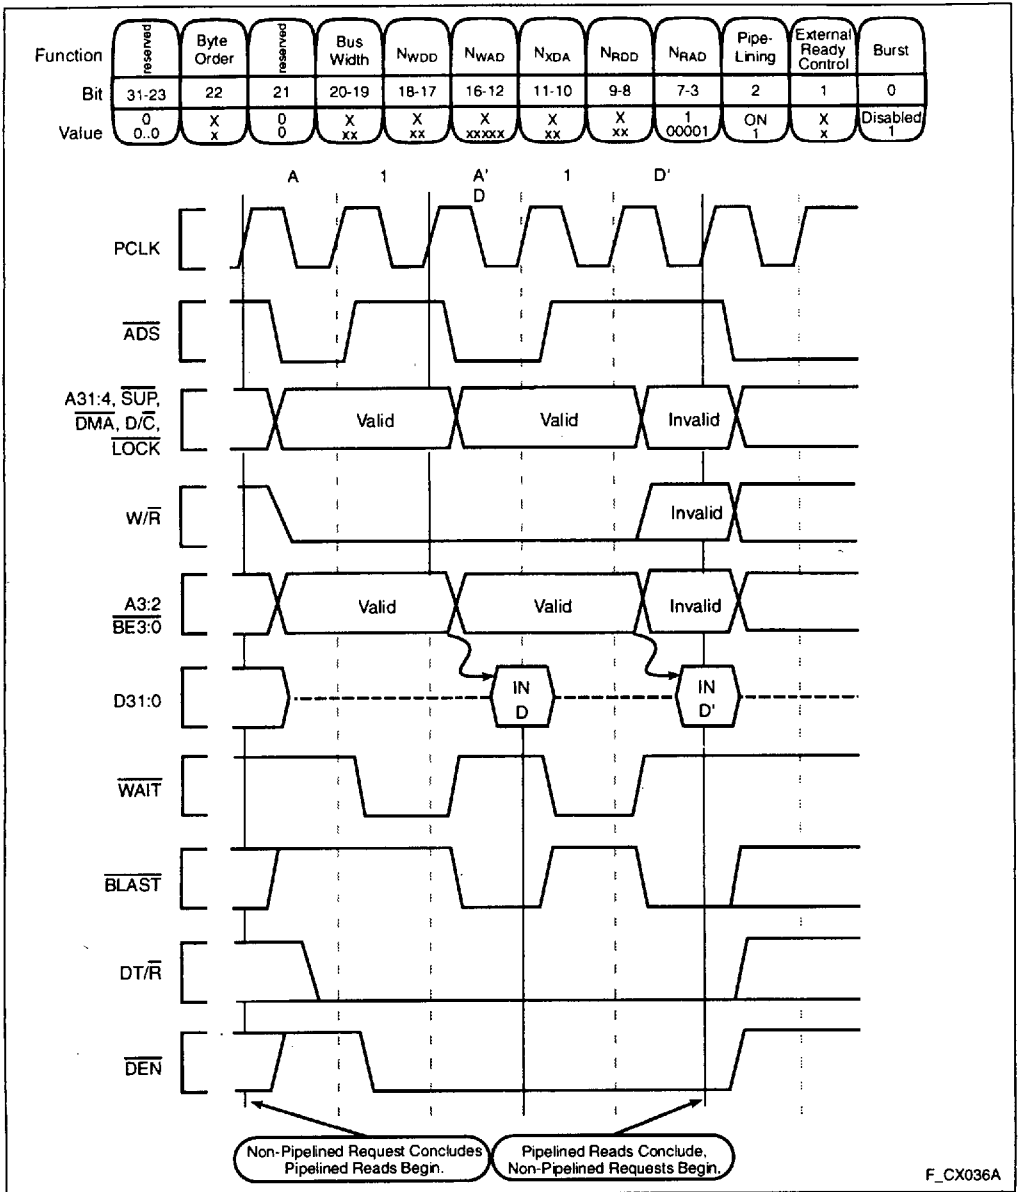 Function reserved Byte Order reserved Bus Width NWDD NWAD NXDA NRDD NRAD Pipe-Lining External Ready Control Burst
Bit 31-23 22 21 20-19 18-17 16-12 11-10 9-8 7-3 2 1 0
Value 0 X 0 X X X X X 1 ON X Disabled
0..0 x 0 xx xx xxxxx xx xx 00001 1 x 1
A 1 A' 1 D'
D
PCLK
ADS
A31:4, SUP,
DMA, D/C,
LOCK
Valid Valid Invalid
W/R
Invalid
A3:2
BE3:0
Valid Valid Invalid
D31:0
IN
D
IN
D'
WAIT
BLAST
DT/R
DEN
Non-Pipelined Request Concludes
Pipelined Reads Begin.
Pipelined Reads Conclude,
Non-Pipelined Requests Begin.
F_CX036A